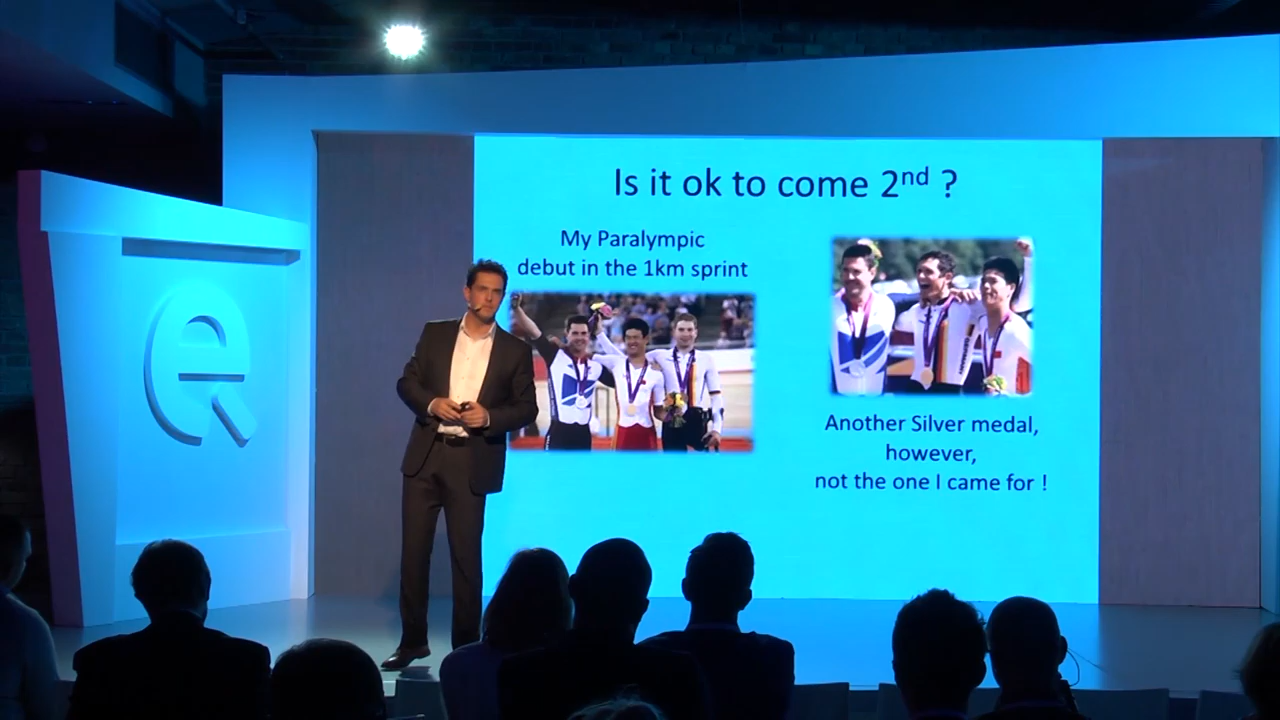 Is it ok to come 2nd ?
My Paralympic
debut in the 1km sprint
Another Silver medal,
however,
not the one I came for !
e